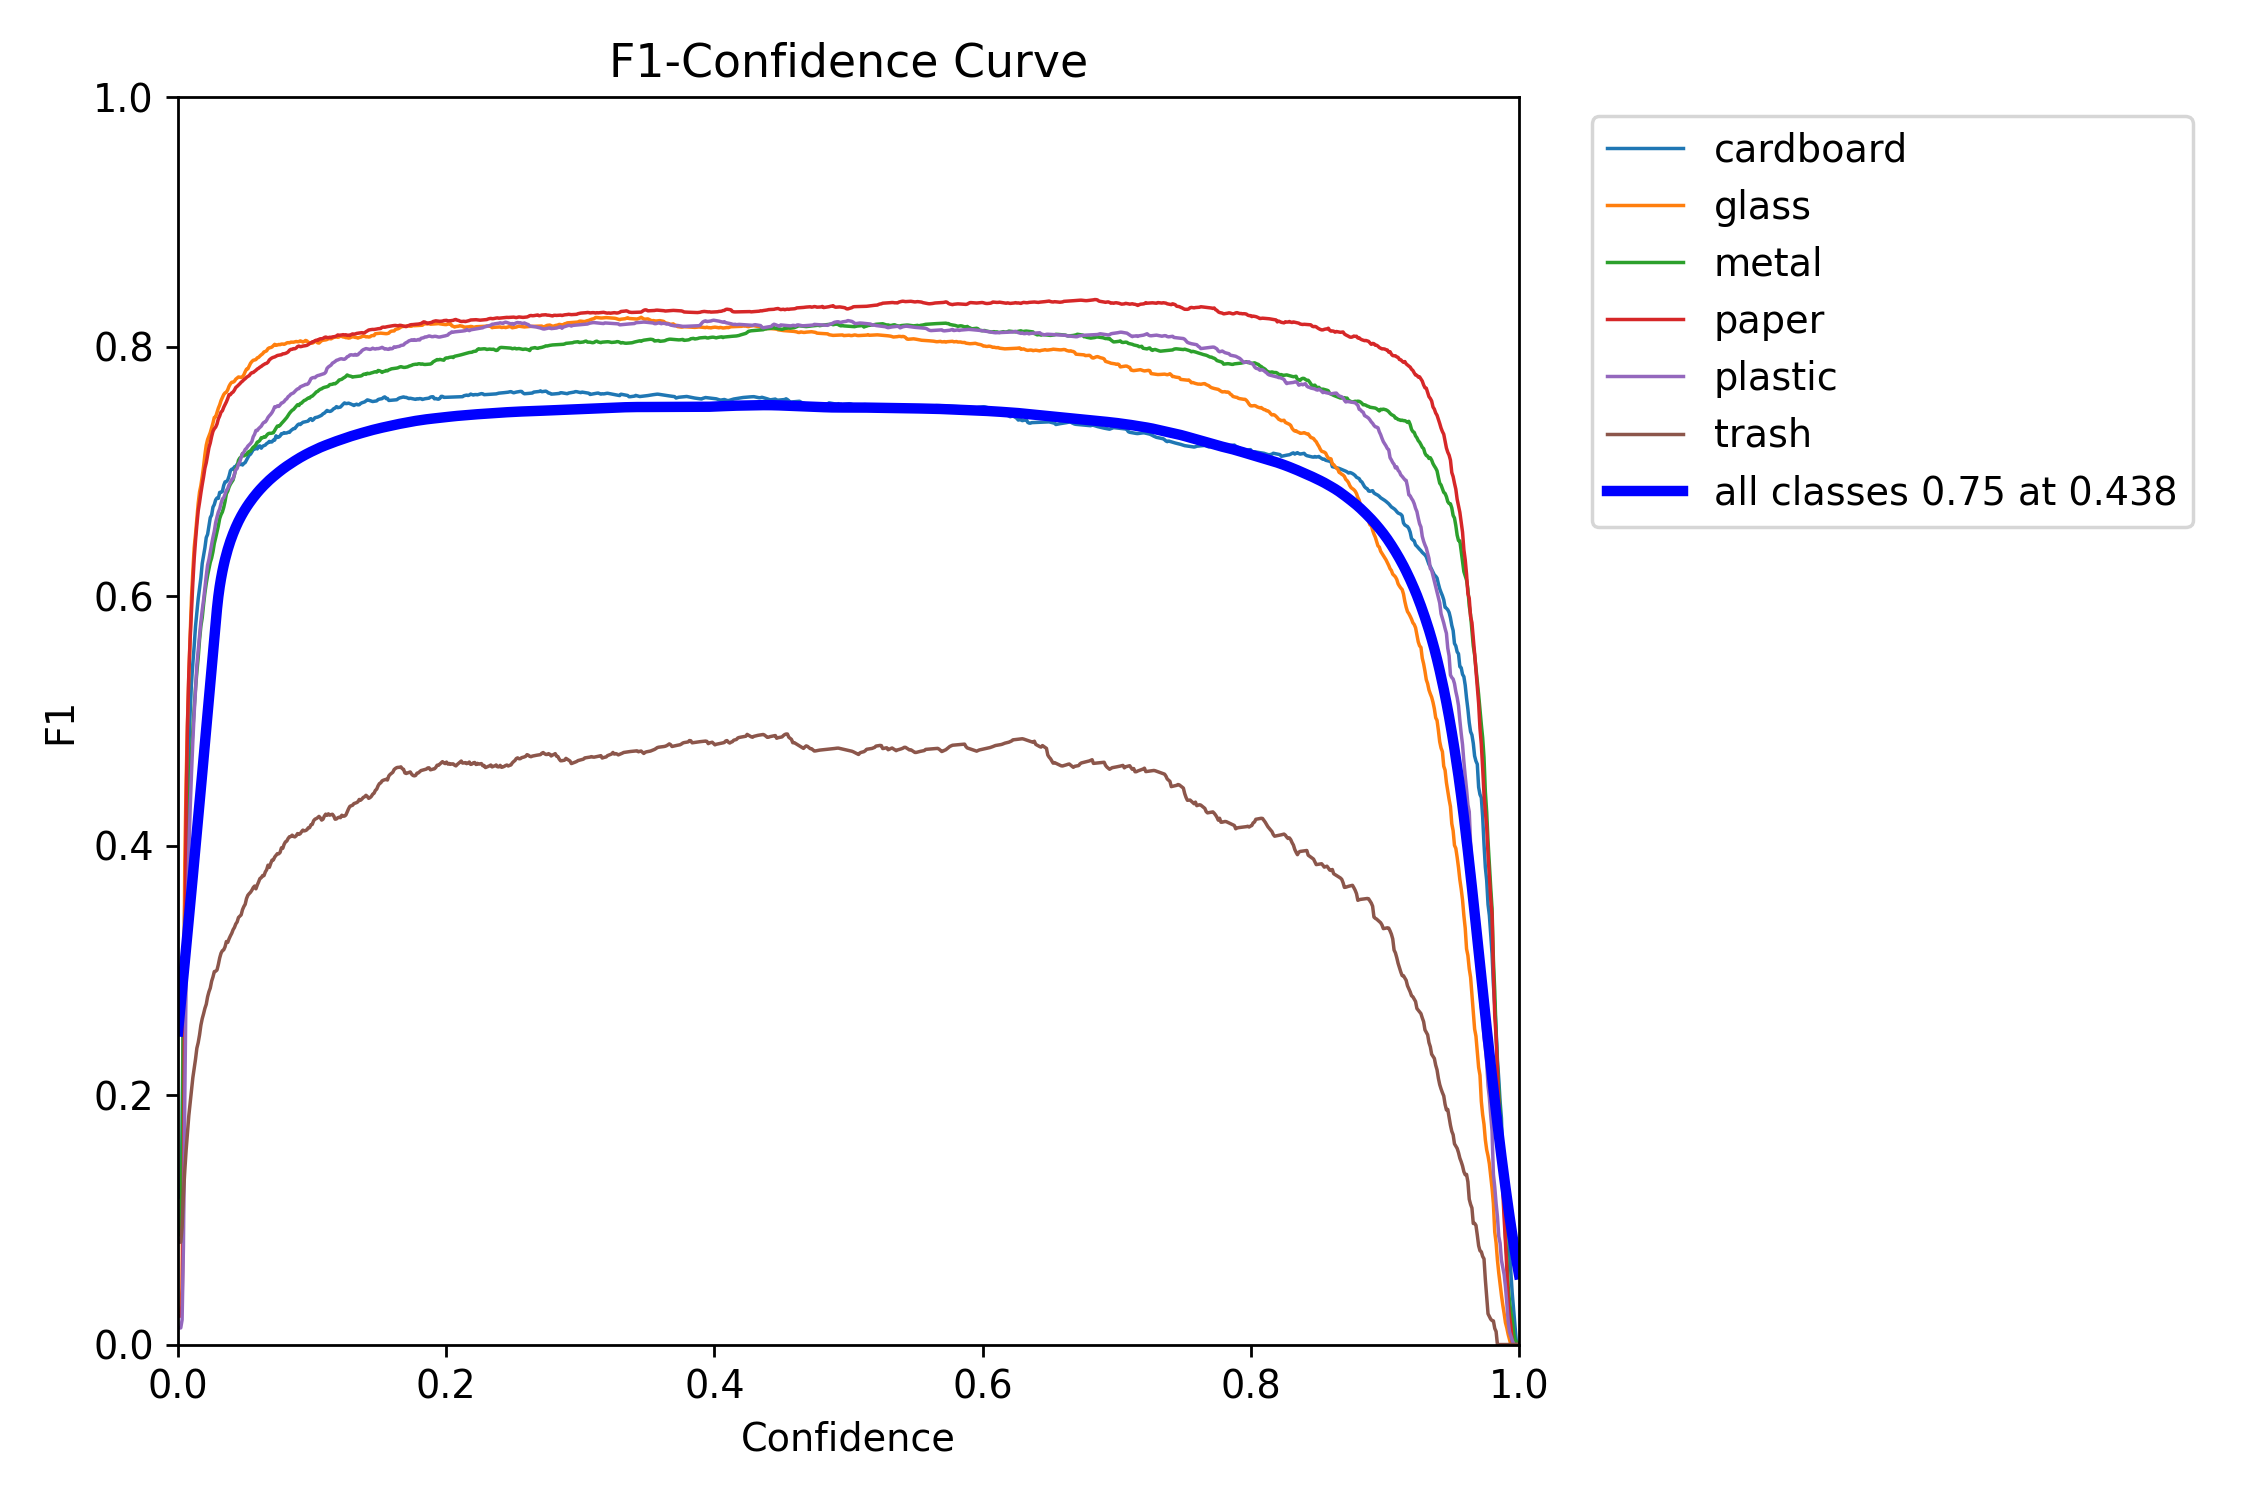 F1-Confidence Curve
1.0
0.8
0.6
0.4
0.2
0.0
F1
0.0 0.2 0.4 0.6 0.8 1.0
Confidence
cardboard
glass
metal
paper
plastic
trash
all classes 0.75 at 0.438